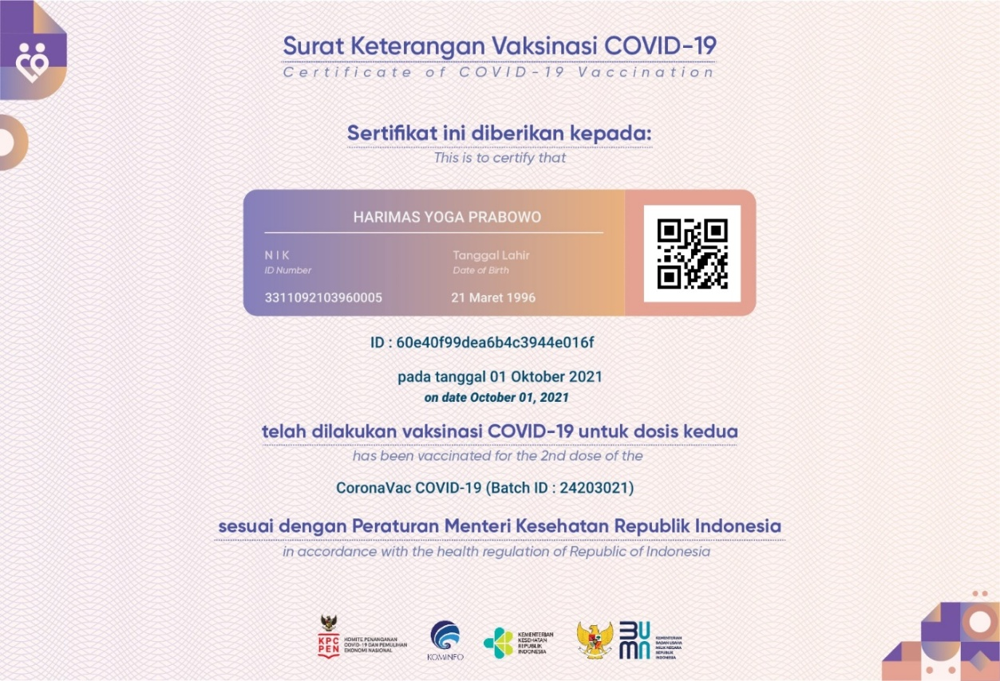 Surat Keterangan Vaksinasi COVID-19
Certificate of COVID-19 Vaccination
Sertifikat ini diberikan kepada:
This is to certify that
HARIMAS YOGA PRABOWO
NIK
ID Number
3311092103960005
Tanggal Lahir
Date of Birth
21 Maret 1996
ID : 60e40f99dea6b4c3944e016f
pada tanggal 01 Oktober 2021
on date October 01, 2021
telah dilakukan vaksinasi COVID-19 untuk dosis kedua
has been vaccinated for the 2nd dose of the
CoronaVac COVID-19 (Batch ID : 24203021)
sesuai dengan Peraturan Menteri Kesehatan Republik Indonesia
in accordance with the health regulation of Republic of Indonesia
KPC
PEN
KOMITE PENANGANAN
COVID-19 DAN PEMULIHAN
EKONOMI NASIONAL
KOMINFO
KEMENTERIAN
KESEHATAN
REPUBLIK
INDONESIA
BUMN
KEMENTERIAN
BADAN USAHA
MILIK NEGARA
REPUBLIK
INDONESIA